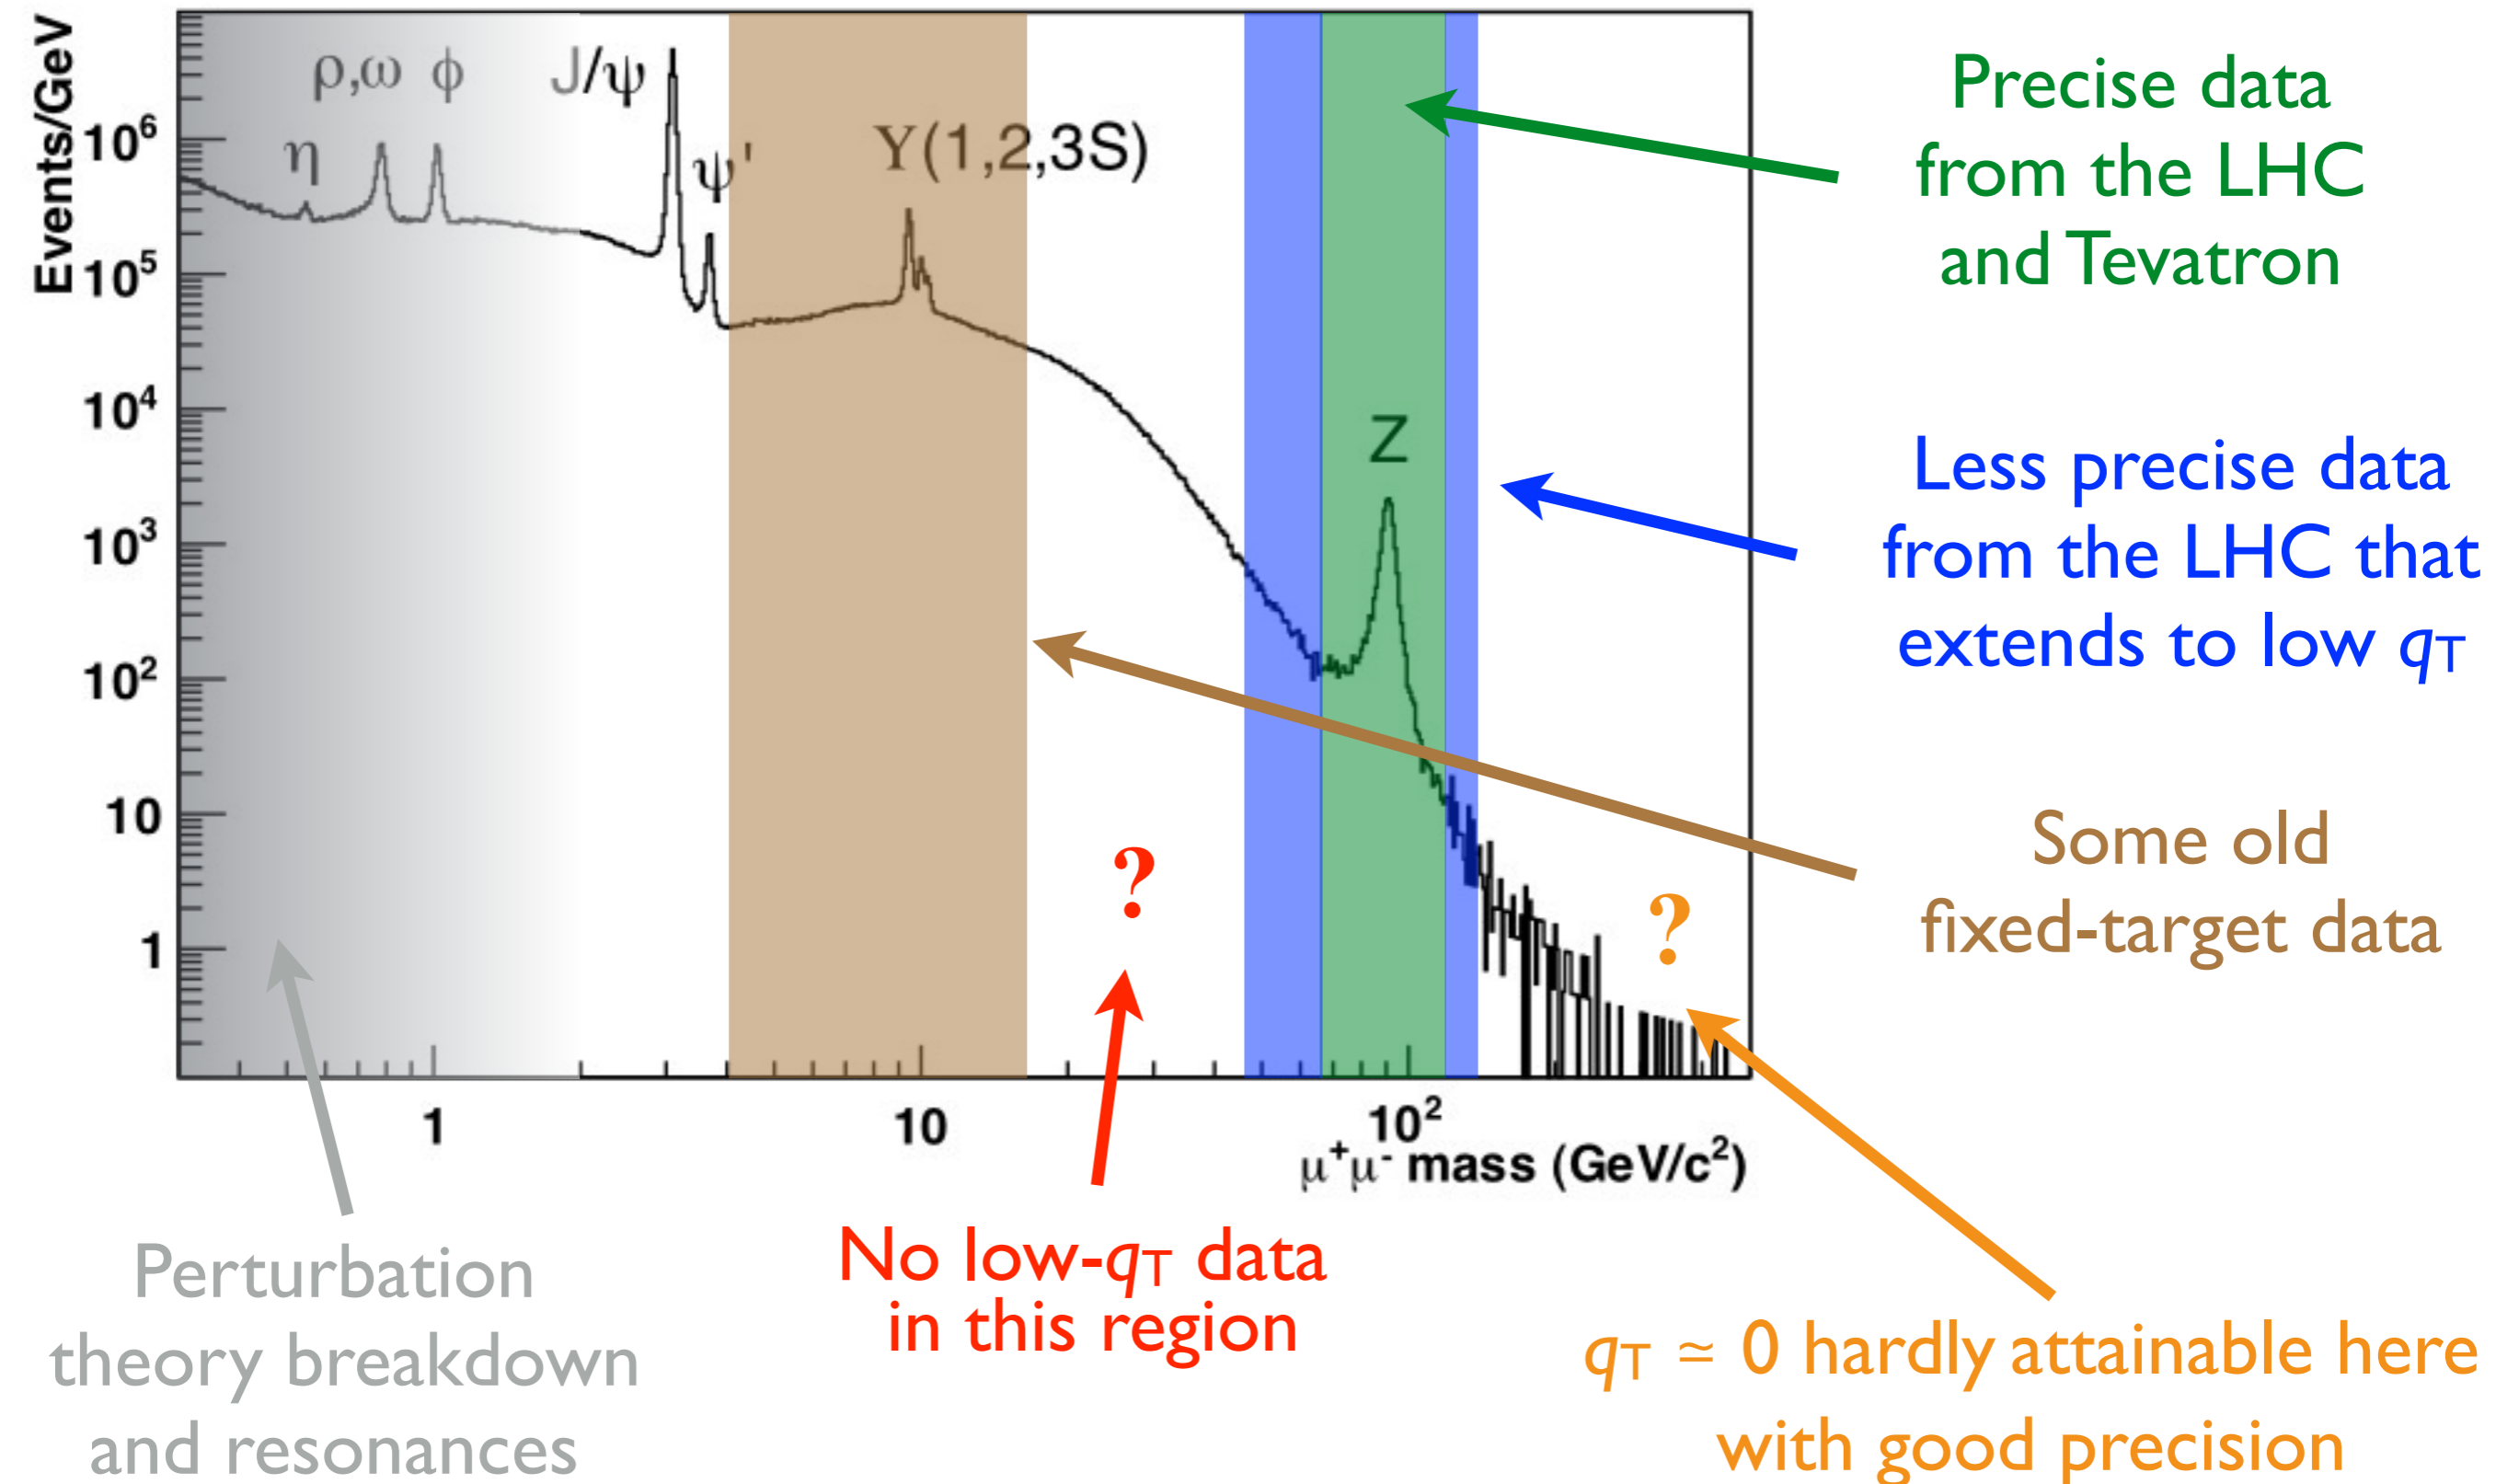 Events/GeV
10⁶
10⁵
10⁴
10³
10²
10
1
ρ,ω
ϕ
J/ψ
η
ψ'
Υ(1,2,3S)
Z
?
?
1
10
10²
μ⁺μ⁻ mass (GeV/c²)
Precise data
from the LHC
and Tevatron
Less precise data
from the LHC that
extends to low qT
Some old
fixed-target data
Perturbation
theory breakdown
and resonances
No low-qT data
in this region
qT ≃ 0 hardly attainable here
with good precision